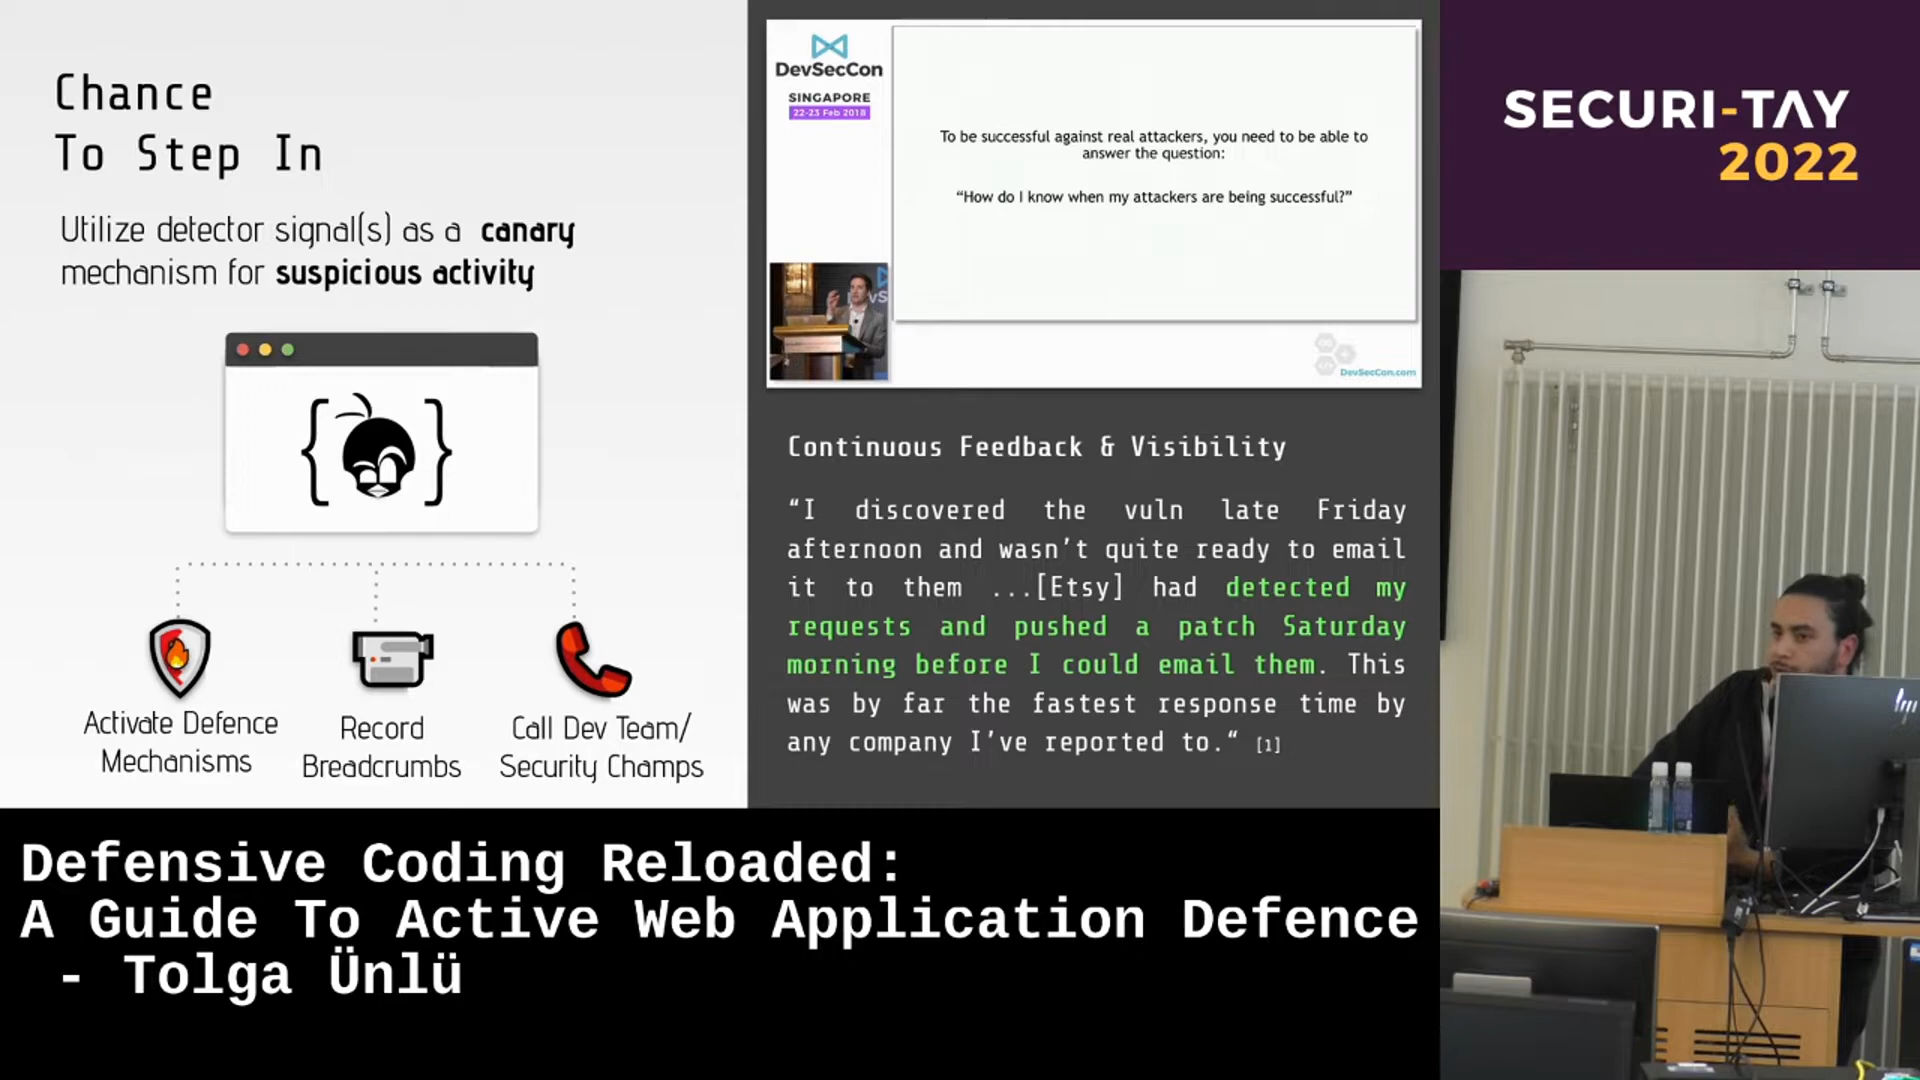 Chance
To Step In
Utilize detector signal(s) as a canary
mechanism for suspicious activity
Activate Defence
Mechanisms
Record
Breadcrumbs
Call Dev Team/
Security Champs
DevSecCon
SINGAPORE
22-23 Feb 2018
To be successful against real attackers, you need to be able to
answer the question:
“How do I know when my attackers are being successful?”
DevSecCon.com
Continuous Feedback & Visibility
“I discovered the vuln late Friday
afternoon and wasn’t quite ready to email
it to them ...[Etsy] had detected my
requests and pushed a patch Saturday
morning before I could email them. This
was by far the fastest response time by
any company I’ve reported to.“ [1]
SECURI-TAY
2022
hp
Defensive Coding Reloaded:
A Guide To Active Web Application Defence
- Tolga Ünlü